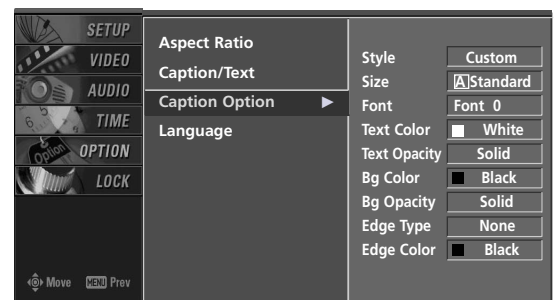 SETUP
VIDEO
AUDIO
TIME
OPTION
LOCK
Move MENU Prev
Aspect Ratio
Caption/Text
Caption Option
Language
Style Custom
Size A Standard
Font Font 0
Text Color White
Text Opacity Solid
Bg Color Black
Bg Opacity Solid
Edge Type None
Edge Color Black